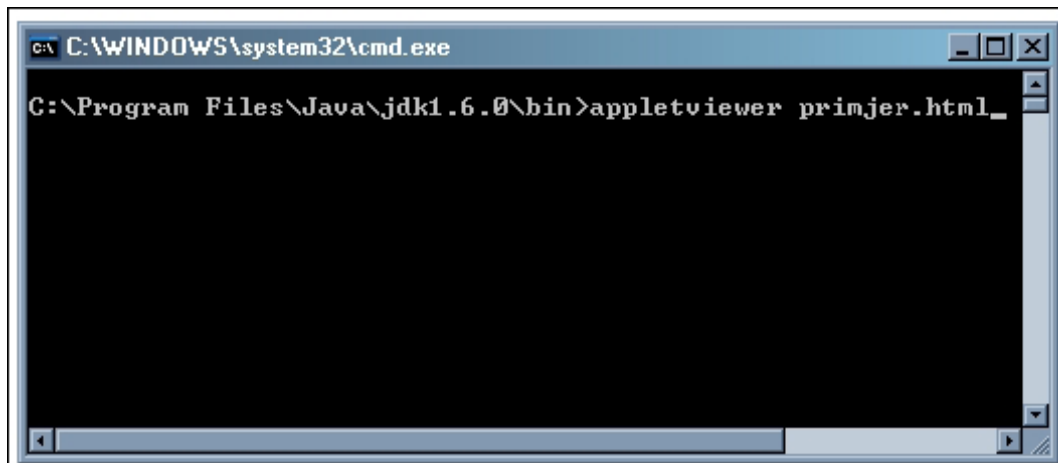 C:\WINDOWS\system32\cmd.exe
C:\Program Files\Java\jdk1.6.0\bin>appletviewer primjer.html_